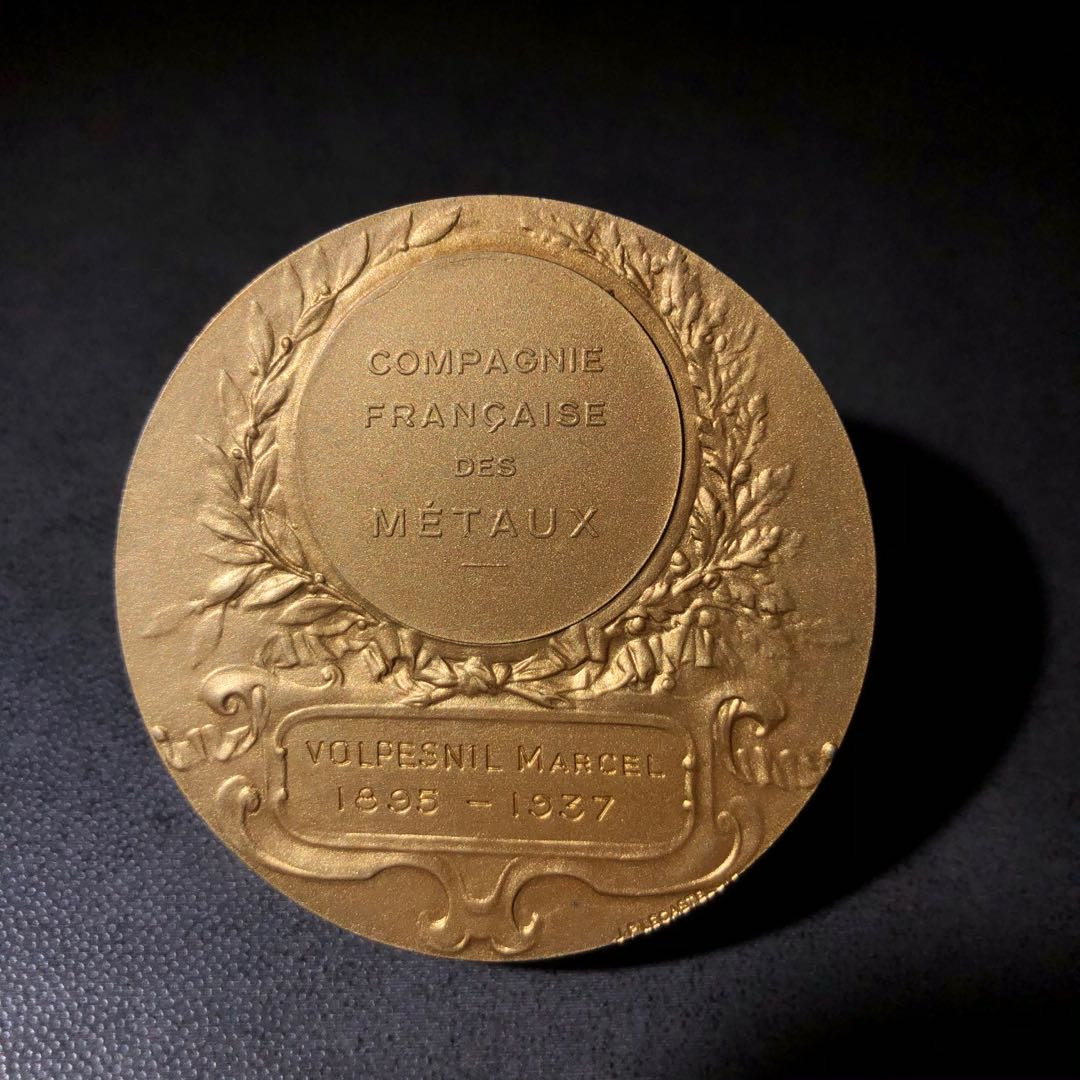 COMPAGNIE
FRANÇAISE
DES
MÉTAUX
VOLPESNIL MARCEL
1895 – 1937